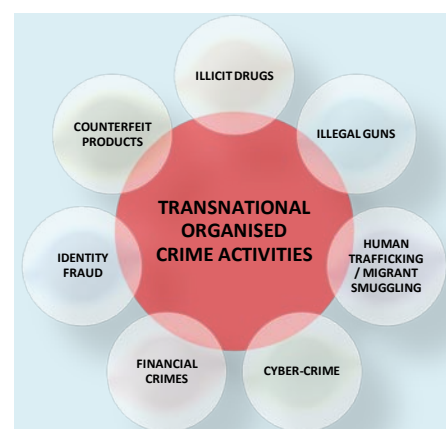 ILLICIT DRUGS
COUNTERFEIT
PRODUCTS
ILLEGAL GUNS
TRANSNATIONAL
ORGANISED
CRIME ACTIVITIES
IDENTITY
FRAUD
HUMAN
TRAFFICKING
/ MIGRANT
SMUGGLING
FINANCIAL
CRIMES
CYBER-CRIME